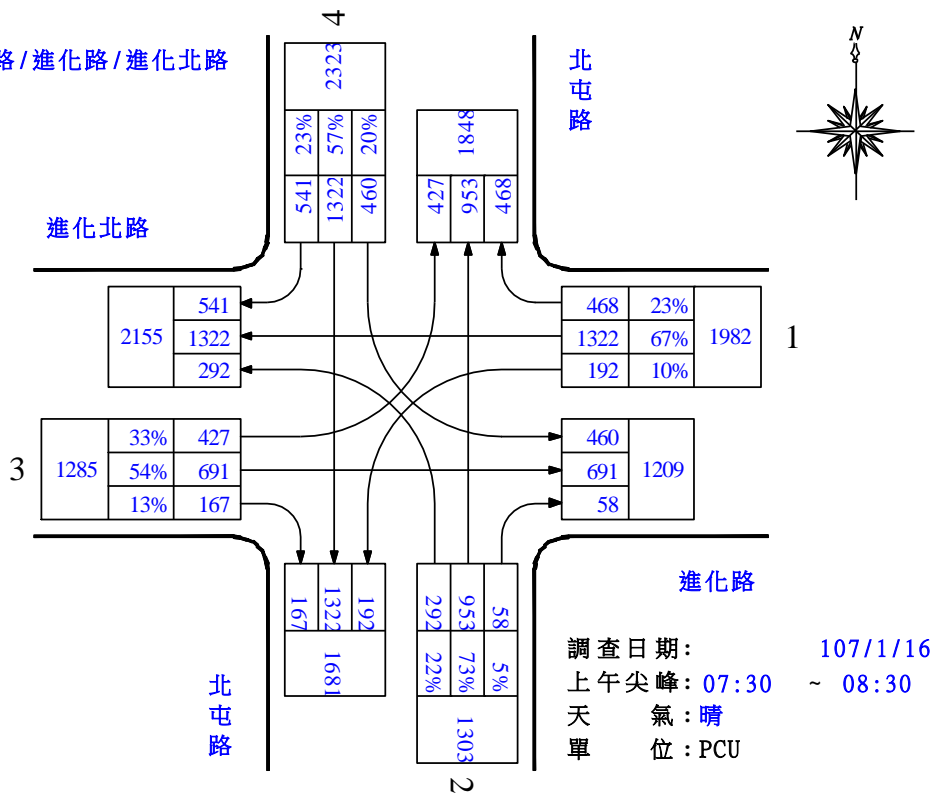 4
路/進化路/進化北路
N
北屯路
2323
23% 57% 20%
541 1322 460
1848
427 953 468
進化北路
541
2155 1322
292
468 23%
1322 67% 1982
192 10%
1
3
33% 427
1285 54% 691
13% 167
460
691 1209
58
進化路
167 1322 192
1681
292 953 58
22% 73% 5%
1303
2
北屯路
調查日期: 107/1/16
上午尖峰: 07:30 ~ 08:30
天 氣:晴
單 位:PCU